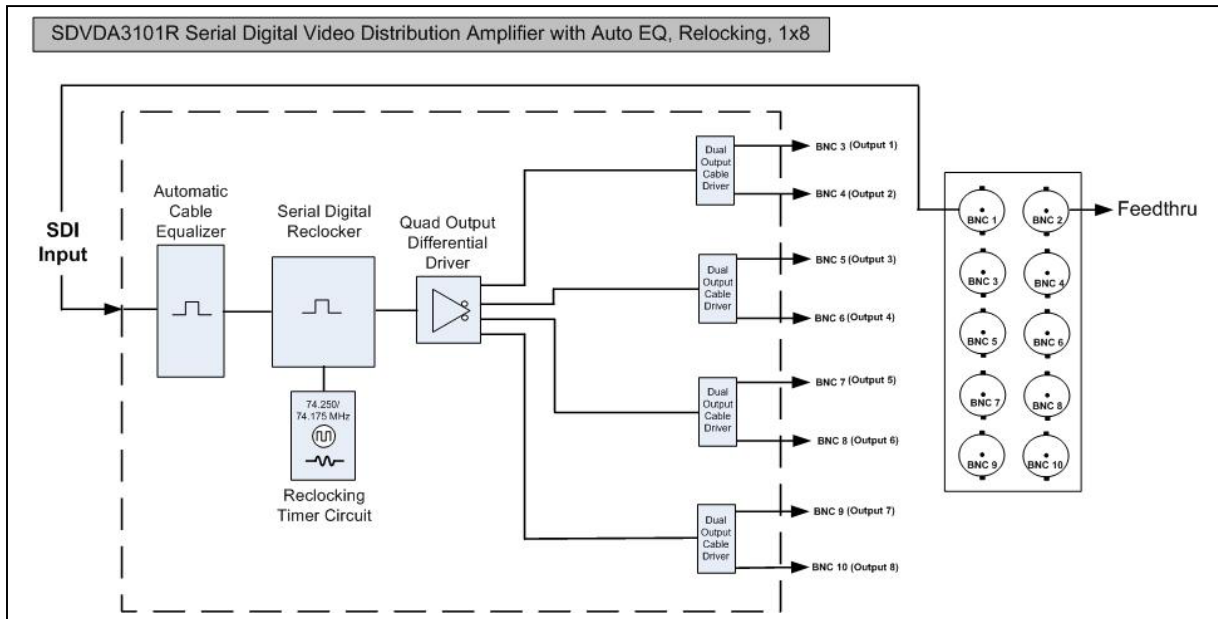 SDVDA3101R Serial Digital Video Distribution Amplifier with Auto EQ, Relocking, 1x8
SDI
Input
Automatic
Cable
Equalizer
Serial Digital
Reclocker
74.250/
74.175 MHz
Reclocking
Timer Circuit
Quad Output
Differential
Driver
Dual
Output
Cable
Driver
BNC 3 (Output 1)
BNC 4 (Output 2)
Dual
Output
Cable
Driver
BNC 5 (Output 3)
BNC 6 (Output 4)
Dual
Output
Cable
Driver
BNC 7 (Output 5)
BNC 8 (Output 6)
Dual
Output
Cable
Driver
BNC 9 (Output 7)
BNC 10 (Output 8)
BNC 1
BNC 2
Feedthru
BNC 3
BNC 4
BNC 5
BNC 6
BNC 7
BNC 8
BNC 9
BNC 10